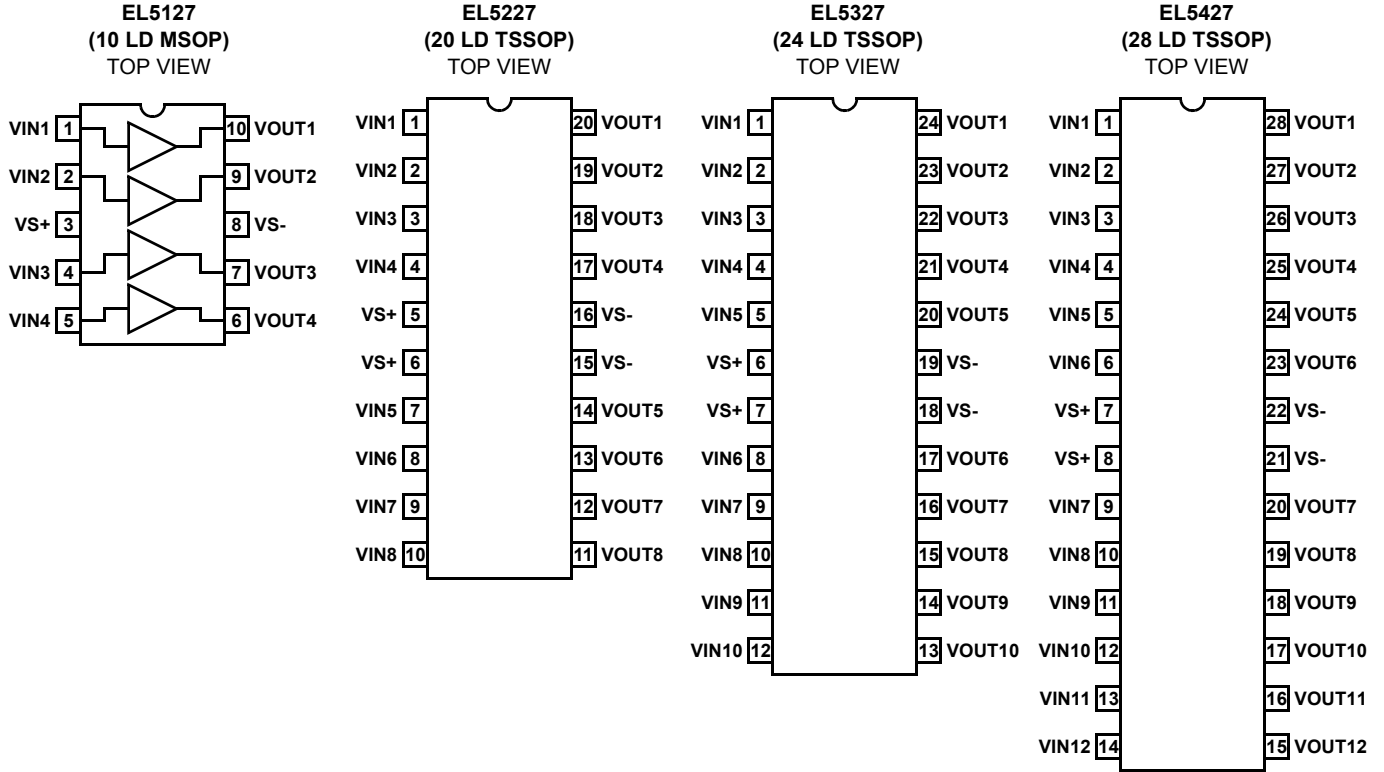 EL5127
(10 LD MSOP)
TOP VIEW
VIN1 1 10 VOUT1
VIN2 2 9 VOUT2
VS+ 3 8 VS-
VIN3 4 7 VOUT3
VIN4 5 6 VOUT4
EL5227
(20 LD TSSOP)
TOP VIEW
VIN1 1 20 VOUT1
VIN2 2 19 VOUT2
VIN3 3 18 VOUT3
VIN4 4 17 VOUT4
VS+ 5 16 VS-
VS+ 6 15 VS-
VIN5 7 14 VOUT5
VIN6 8 13 VOUT6
VIN7 9 12 VOUT7
VIN8 10 11 VOUT8
EL5327
(24 LD TSSOP)
TOP VIEW
VIN1 1 24 VOUT1
VIN2 2 23 VOUT2
VIN3 3 22 VOUT3
VIN4 4 21 VOUT4
VIN5 5 20 VOUT5
VS+ 6 19 VS-
VS+ 7 18 VS-
VIN6 8 17 VOUT6
VIN7 9 16 VOUT7
VIN8 10 15 VOUT8
VIN9 11 14 VOUT9
VIN10 12 13 VOUT10
EL5427
(28 LD TSSOP)
TOP VIEW
VIN1 1 28 VOUT1
VIN2 2 27 VOUT2
VIN3 3 26 VOUT3
VIN4 4 25 VOUT4
VIN5 5 24 VOUT5
VIN6 6 23 VOUT6
VS+ 7 22 VS-
VS+ 8 21 VS-
VIN7 9 20 VOUT7
VIN8 10 19 VOUT8
VIN9 11 18 VOUT9
VIN10 12 17 VOUT10
VIN11 13 16 VOUT11
VIN12 14 15 VOUT12